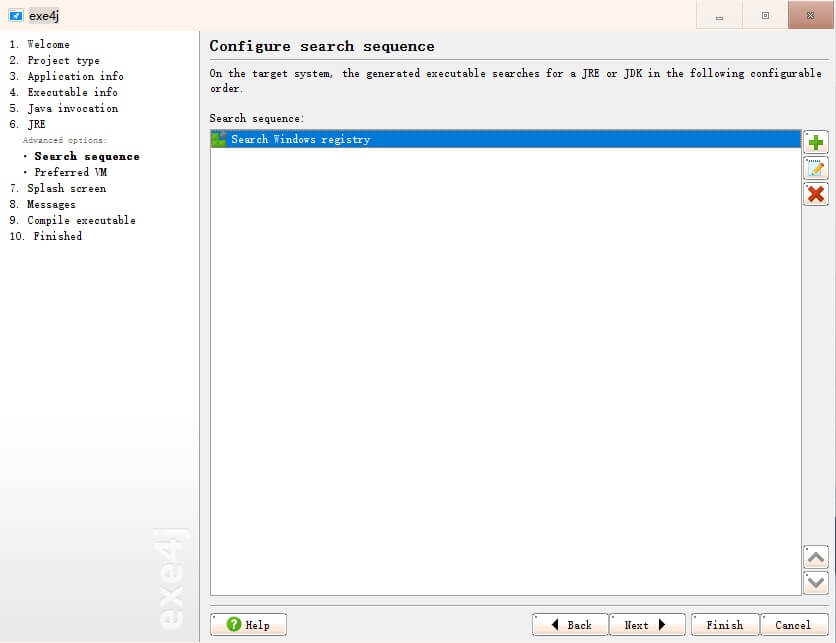 exe4j
1. Welcome
2. Project type
3. Application info
4. Executable info
5. Java invocation
6. JRE
Advanced options:
· Search sequence
· Preferred VM
7. Splash screen
8. Messages
9. Compile executable
10. Finished
exe4j
Configure search sequence
On the target system, the generated executable searches for a JRE or JDK in the following configurable
order.
Search sequence:
Search Windows registry
Help
Back
Next
Finish
Cancel